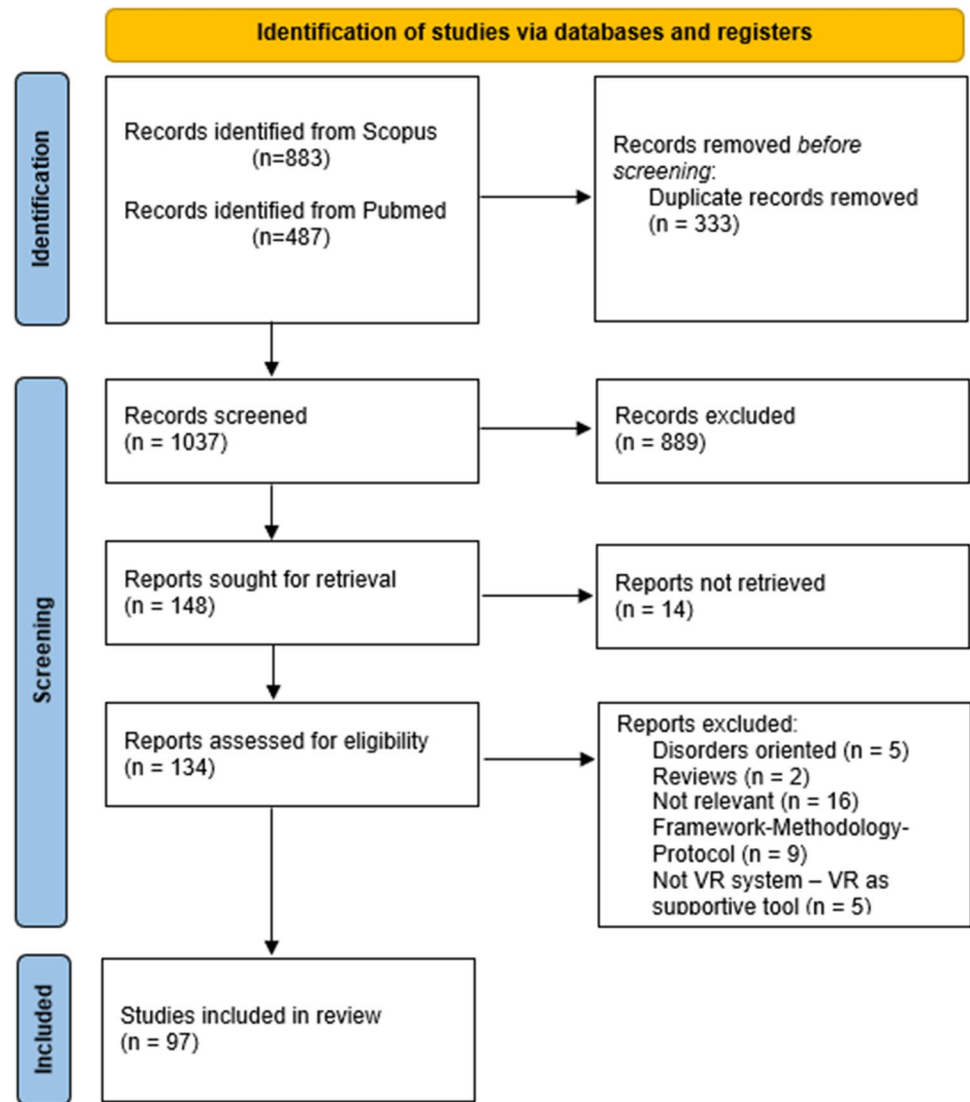 Identification of studies via databases and registers
Identification
Records identified from Scopus
(n=883)
Records identified from Pubmed
(n=487)
Records removed before
screening:
Duplicate records removed
(n = 333)
Screening
Records screened
(n = 1037)
Records excluded
(n = 889)
Reports sought for retrieval
(n = 148)
Reports not retrieved
(n = 14)
Reports assessed for eligibility
(n = 134)
Reports excluded:
Disorders oriented (n = 5)
Reviews (n = 2)
Not relevant (n = 16)
Framework-Methodology-
Protocol (n = 9)
Not VR system – VR as
supportive tool (n = 5)
Included
Studies included in review
(n = 97)